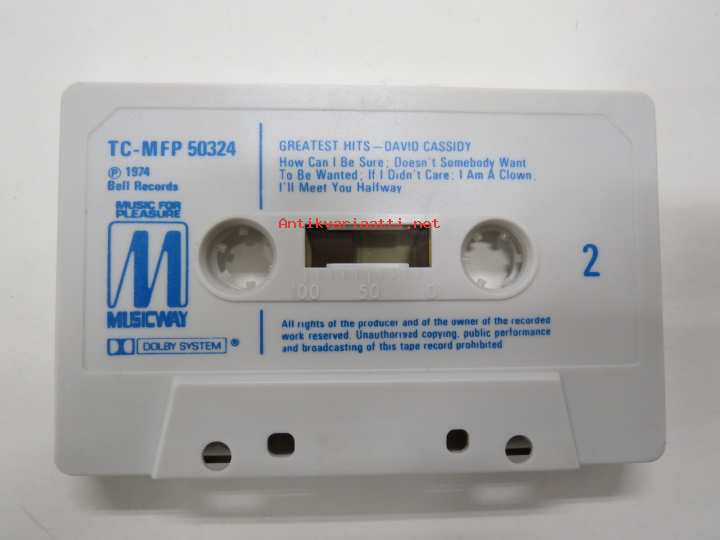 TC-MFP 50324
℗ 1974
Bell Records
MUSIC FOR
PLEASURE
M
MUSICWAY
DOLBY SYSTEM ®
GREATEST HITS — DAVID CASSIDY
How Can I Be Sure; Doesn't Somebody Want
To Be Wanted; If I Didn't Care; I Am A Clown;
I'll Meet You Halfway
Antikvariaatti.net
100 50 0
2
All rights of the producer and of the owner of the recorded
work reserved. Unauthorised copying, public performance
and broadcasting of this tape record prohibited